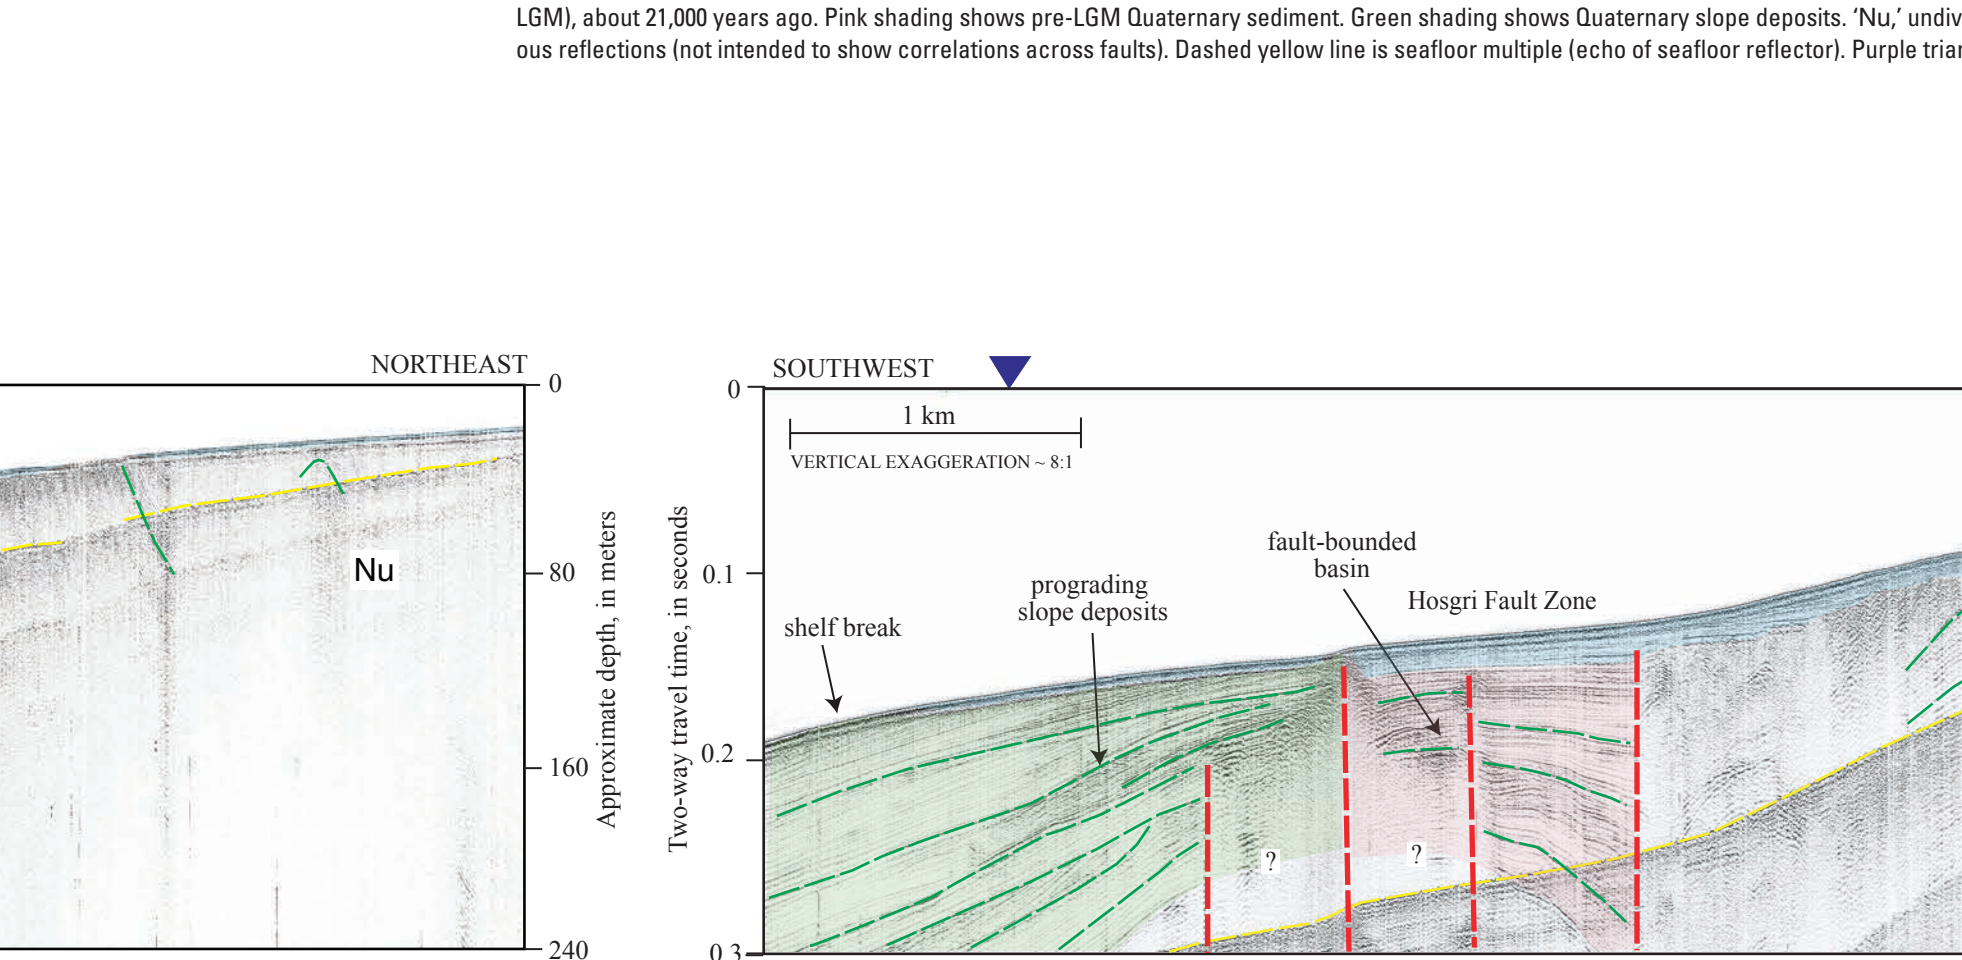 LGM), about 21,000 years ago. Pink shading shows pre-LGM Quaternary sediment. Green shading shows Quaternary slope deposits. ‘Nu,’ undiv
ous reflections (not intended to show correlations across faults). Dashed yellow line is seafloor multiple (echo of seafloor reflector). Purple trian
NORTHEAST
0
80
160
240
Approximate depth, in meters
Nu
SOUTHWEST
0
0.1
0.2
0.3
Two-way travel time, in seconds
1 km
VERTICAL EXAGGERATION ~ 8:1
shelf break
prograding
slope deposits
fault-bounded
basin
Hosgri Fault Zone
?
?